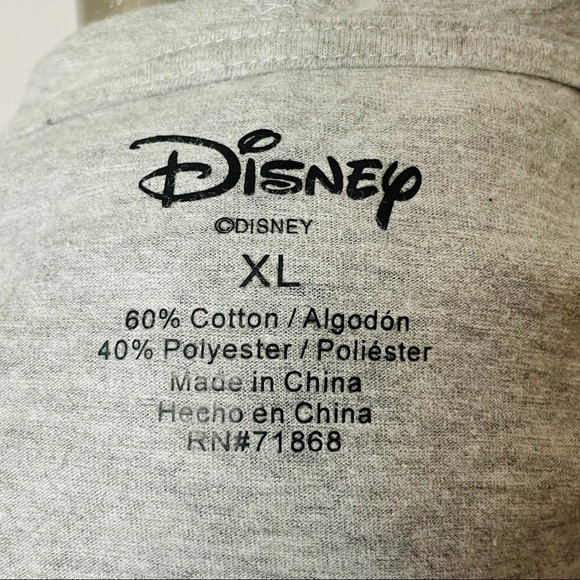 Disney
©DISNEY
XL
60% Cotton / Algodón
40% Polyester / Poliéster
Made in China
Hecho en China
RN#71868